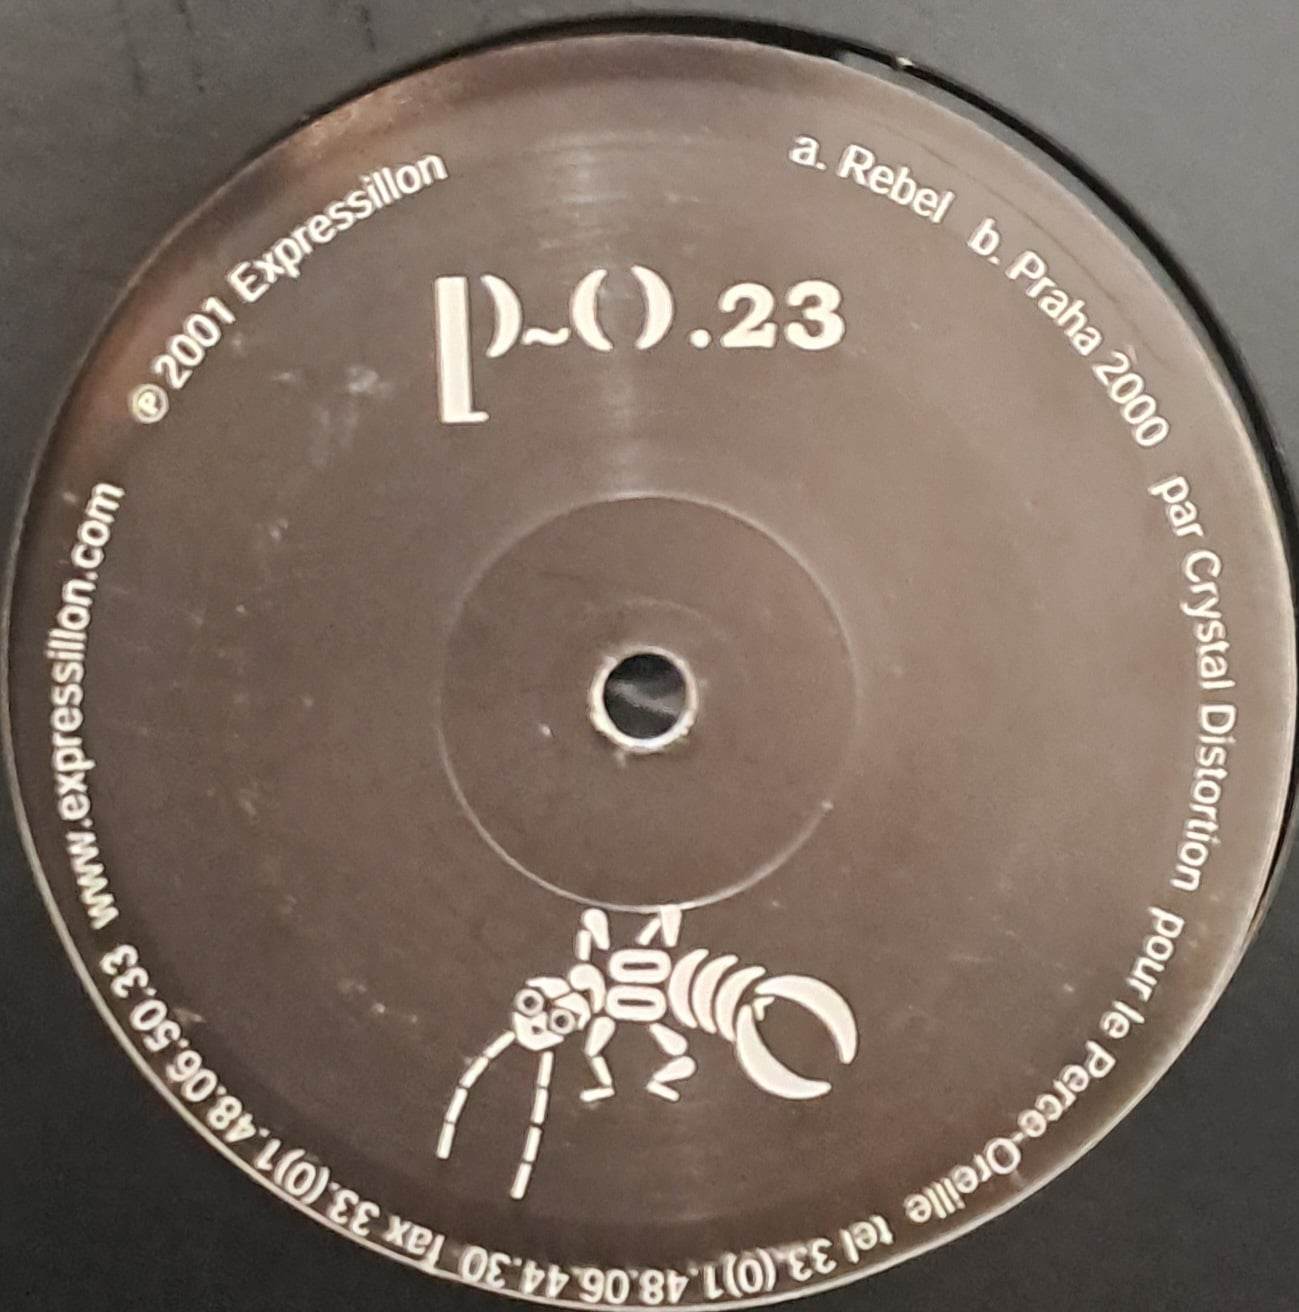 p~O.23
a. Rebel b. Praha 2000 par Crystal Distortion pour le Perce-Oreille tel 33.(0)1.48.06.44.30 fax 33.(0)1.48.06.50.33 www.expressillon.com ℗ 2001 Expressillon